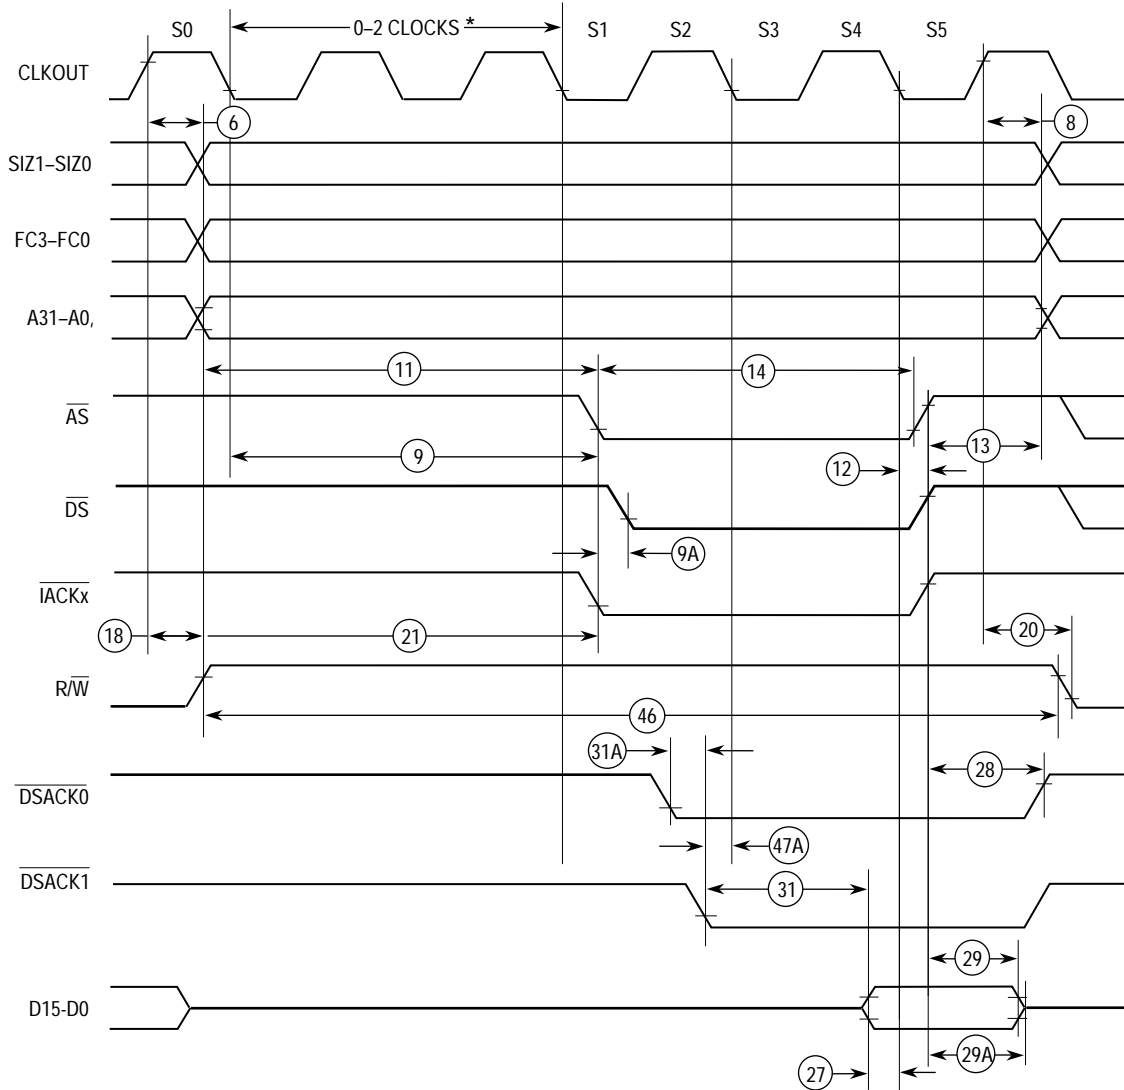 S0
0–2 CLOCKS *
S1
S2
S3
S4
S5
CLKOUT
6
8
SIZ1–SIZ0
FC3–FC0
A31–A0,
11
14
AS
9
12
13
DS
9A
IACKx
18
21
20
R/W
46
31A
28
DSACK0
47A
DSACK1
31
29
D15-D0
29A
27